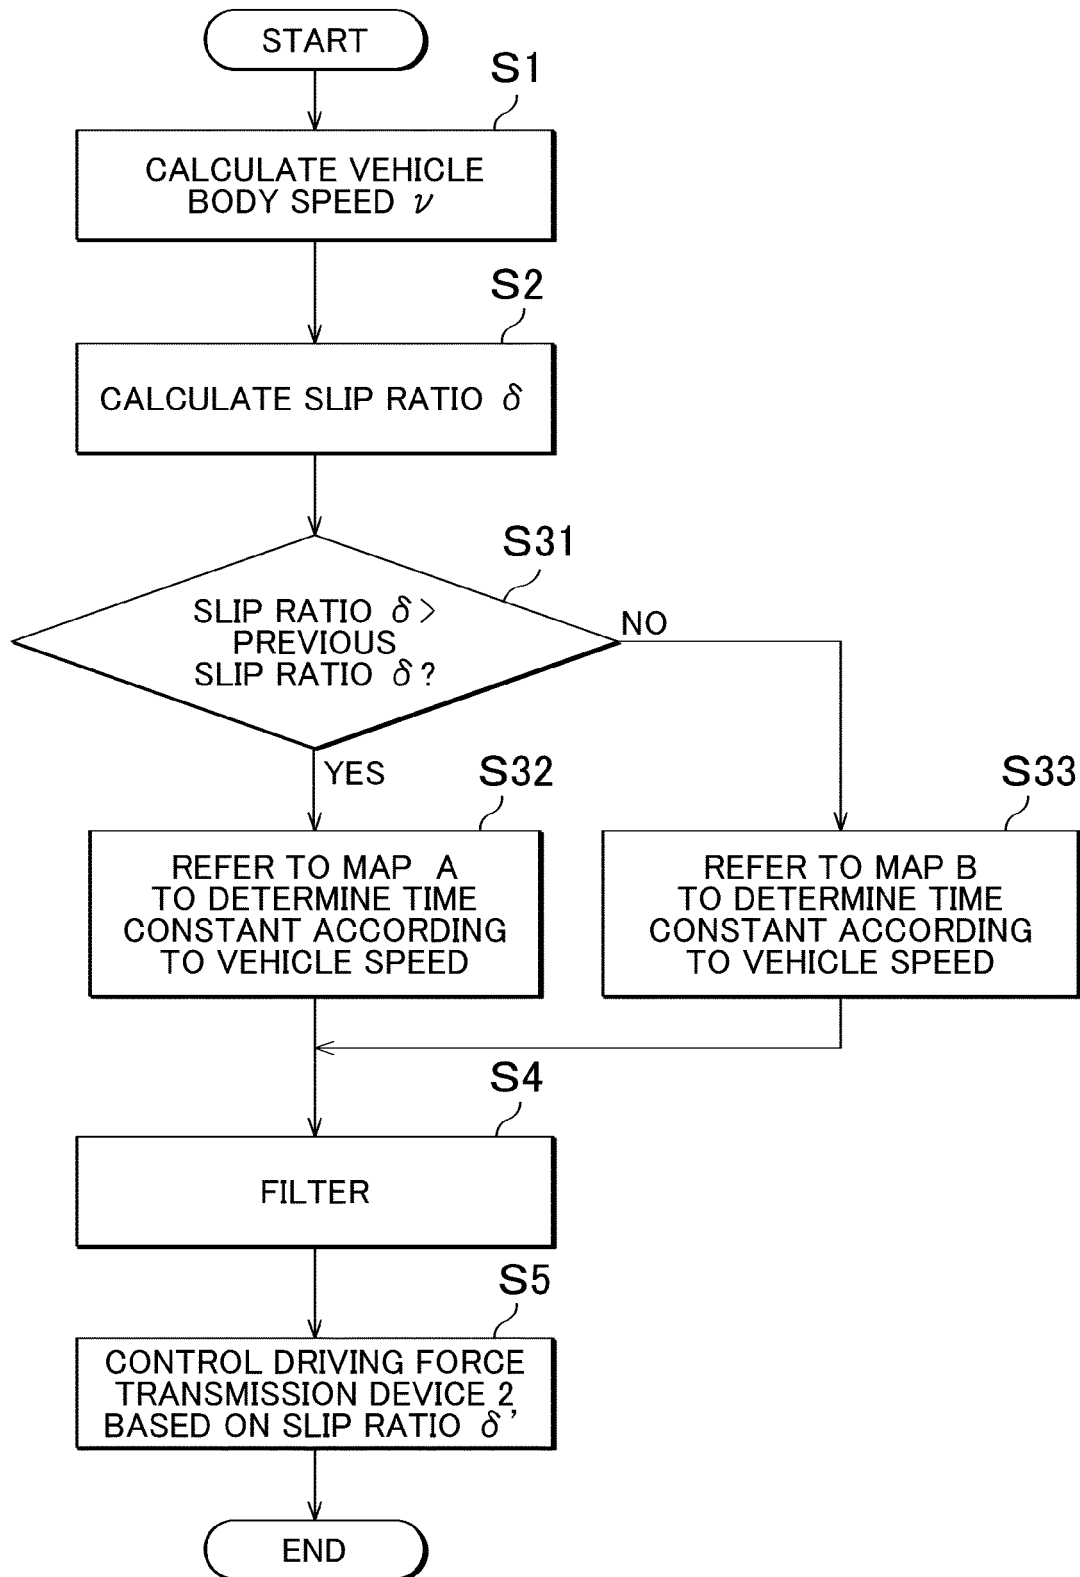 START
S1
CALCULATE VEHICLE
BODY SPEED ν
S2
CALCULATE SLIP RATIO δ
S31
SLIP RATIO δ >
PREVIOUS
SLIP RATIO δ ?
NO
YES
S32
REFER TO MAP A
TO DETERMINE TIME
CONSTANT ACCORDING
TO VEHICLE SPEED
S33
REFER TO MAP B
TO DETERMINE TIME
CONSTANT ACCORDING
TO VEHICLE SPEED
S4
FILTER
S5
CONTROL DRIVING FORCE
TRANSMISSION DEVICE 2
BASED ON SLIP RATIO δ’
END